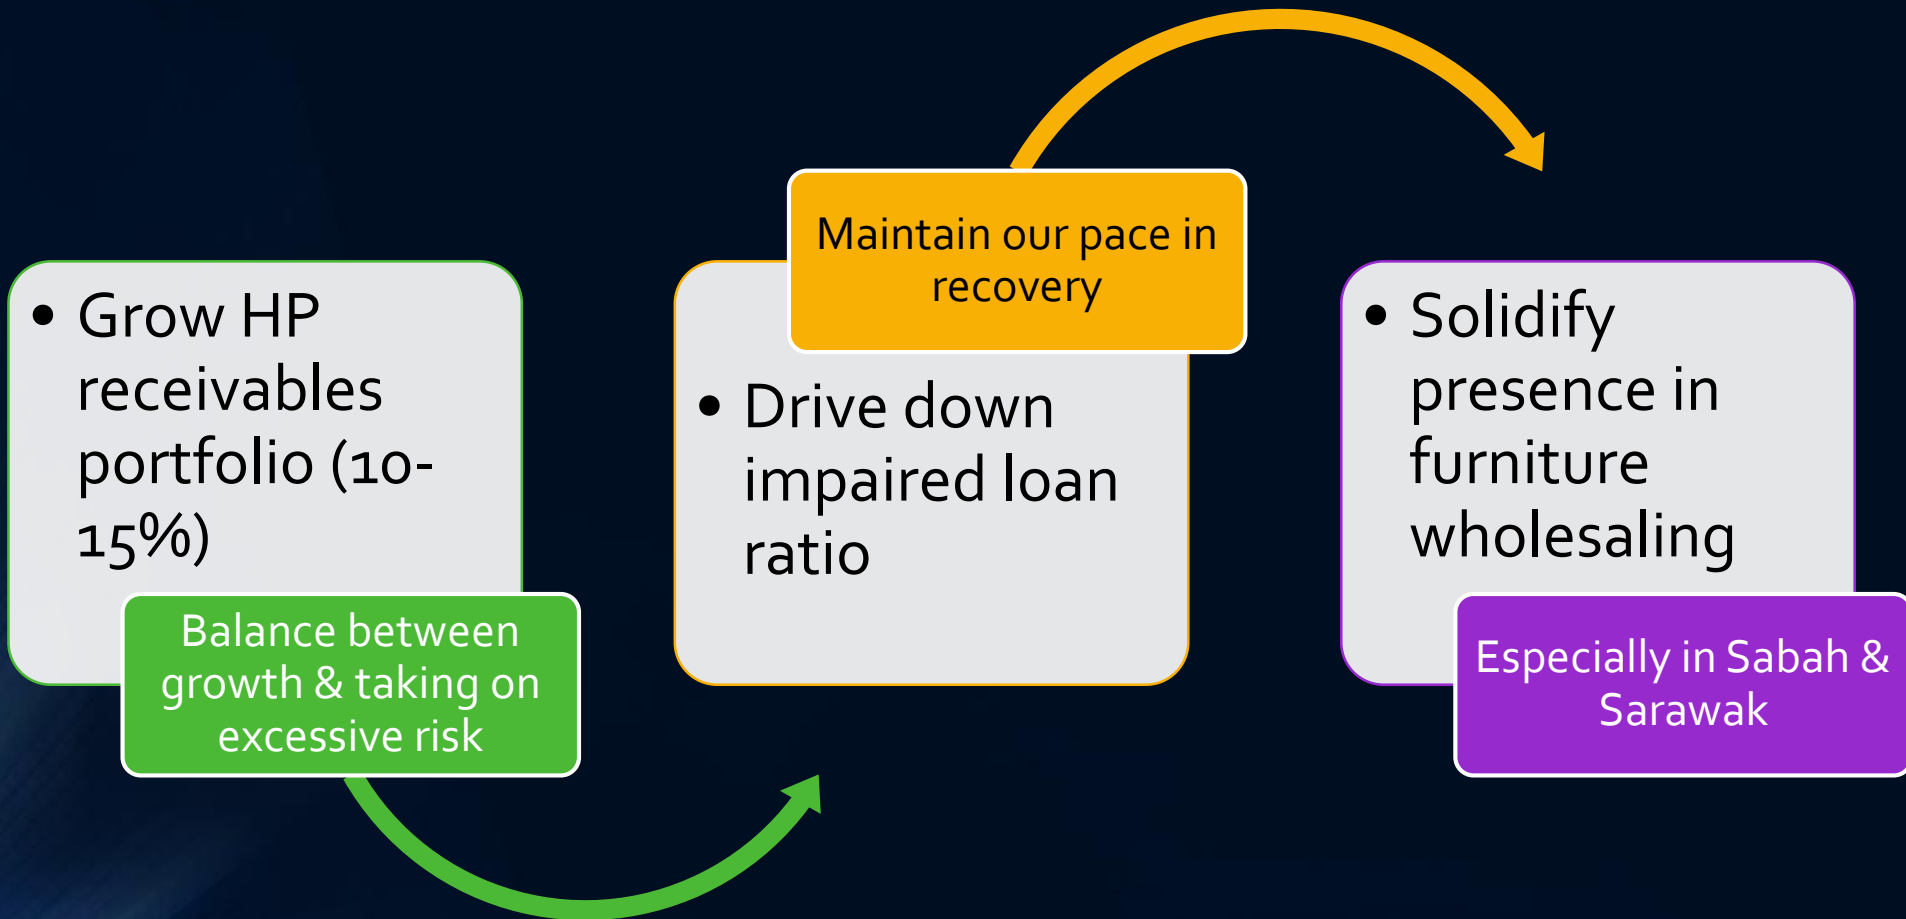 • Grow HP
receivables
portfolio (10-
15%)
Balance between
growth & taking on
excessive risk
Maintain our pace in
recovery
• Drive down
impaired loan
ratio
• Solidify
presence in
furniture
wholesaling
Especially in Sabah &
Sarawak